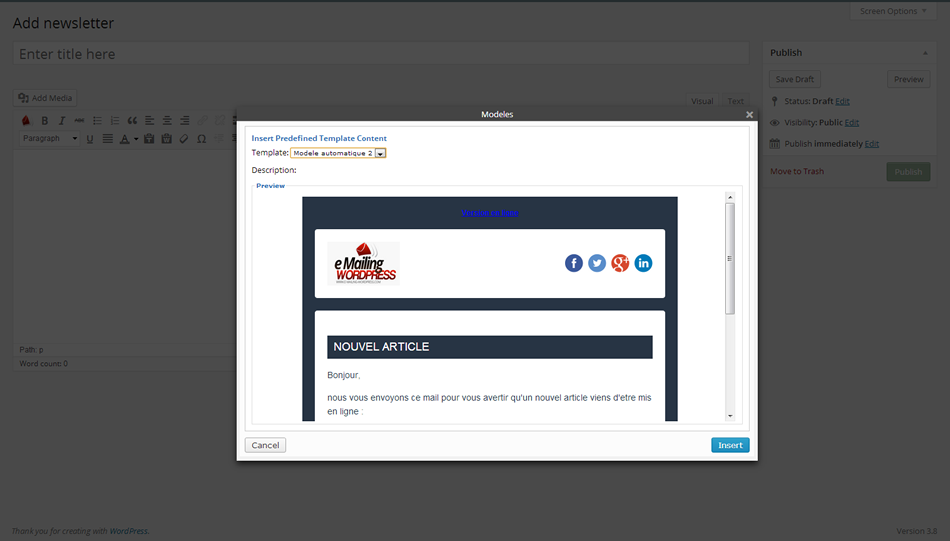 Screen Options
Add newsletter
Enter title here
Publish
Save Draft
Preview
Add Media
Visual
Text
Status: Draft Edit
Visibility: Public Edit
Publish immediately Edit
Move to Trash
Publish
Paragraph
Path: p
Word count: 0
Modeles
Insert Predefined Template Content
Template: Modele automatique 2
Description:
Preview
Version en ligne
eMailing
WORDPRESS
NOUVEL ARTICLE
Bonjour,
nous vous envoyons ce mail pour vous avertir qu'un nouvel article viens d'etre mis
en ligne :
Cancel
Insert
Thank you for creating with WordPress.
Version 3.8